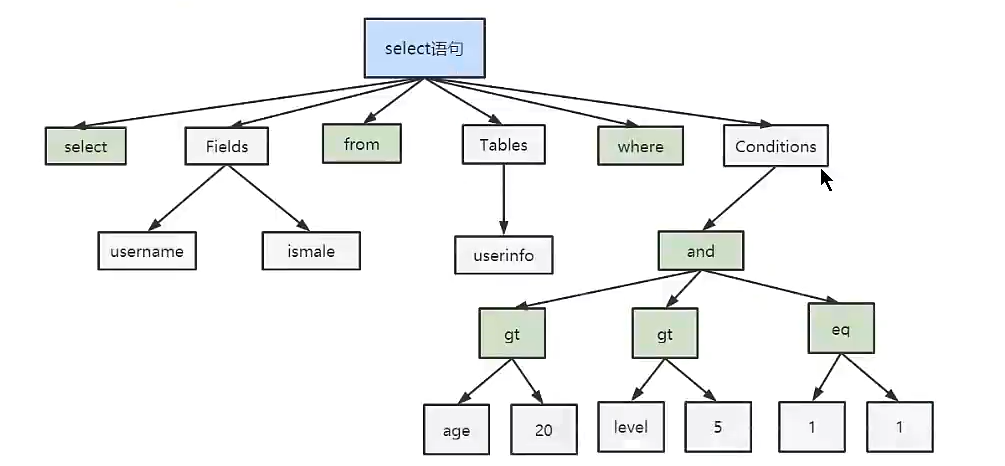 select语句
select
Fields
from
Tables
where
Conditions
username
ismale
userinfo
and
gt
gt
eq
age
20
level
5
1
1